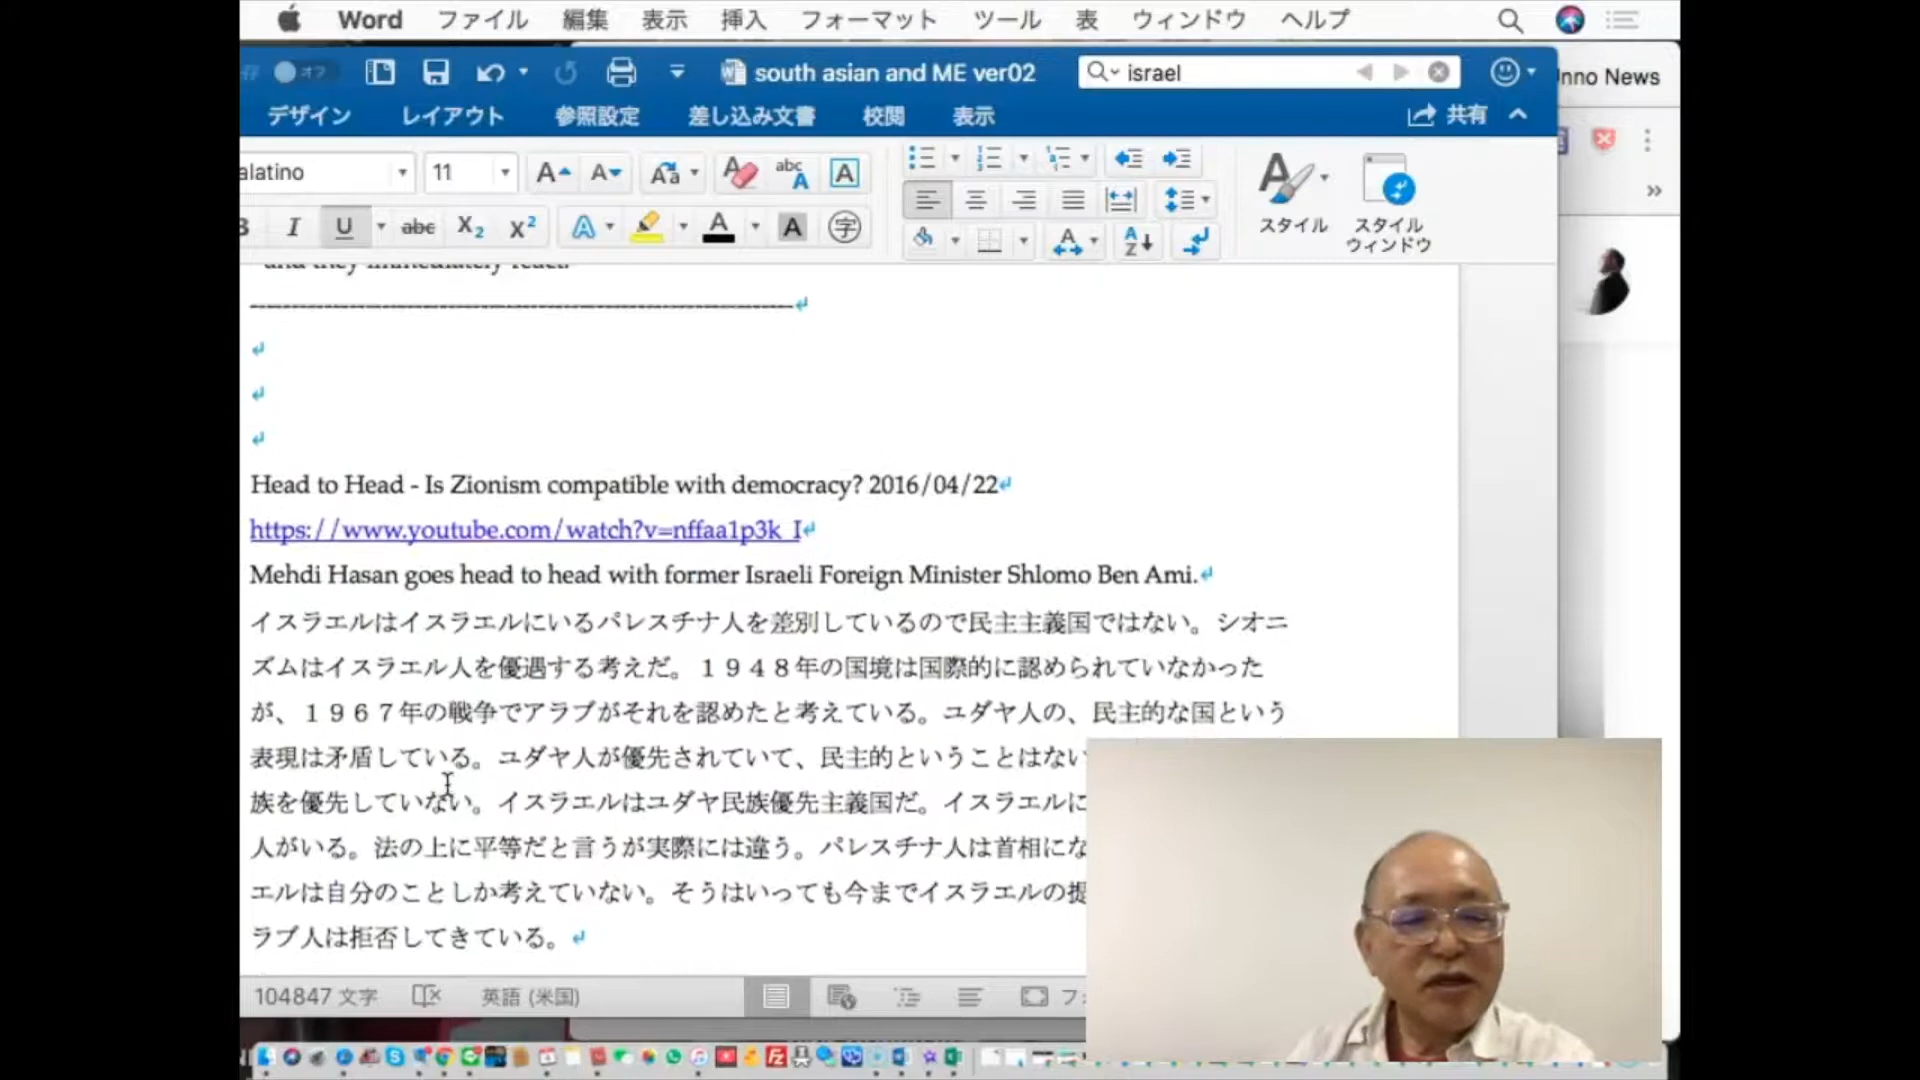 Word ファイル 編集 表示 挿入 フォーマット ツール 表 ウィンドウ ヘルプ
オフ south asian and ME ver02 israel
nno News
デザイン レイアウト 参照設定 差し込み文書 校閲 表示 共有
alatino 11
スタイル スタイル
ウィンドウ
and they immediately react.
Head to Head - Is Zionism compatible with democracy? 2016/04/22
https://www.youtube.com/watch?v=nffaa1p3k_I
Mehdi Hasan goes head to head with former Israeli Foreign Minister Shlomo Ben Ami.
イスラエルはイスラエルにいるパレスチナ人を差別しているので民主主義国ではない。シオニ
ズムはイスラエル人を優遇する考えだ。１９４８年の国境は国際的に認められていなかった
が、１９６７年の戦争でアラブがそれを認めたと考えている。ユダヤ人の、民主的な国という
表現は矛盾している。ユダヤ人が優先されていて、民主的ということはない
族を優先していない。イスラエルはユダヤ民族優先主義国だ。イスラエルに
人がいる。法の上に平等だと言うが実際には違う。パレスチナ人は首相にな
エルは自分のことしか考えていない。そうはいっても今までイスラエルの提
ラブ人は拒否してきている。
104847 文字 英語 (米国) フ